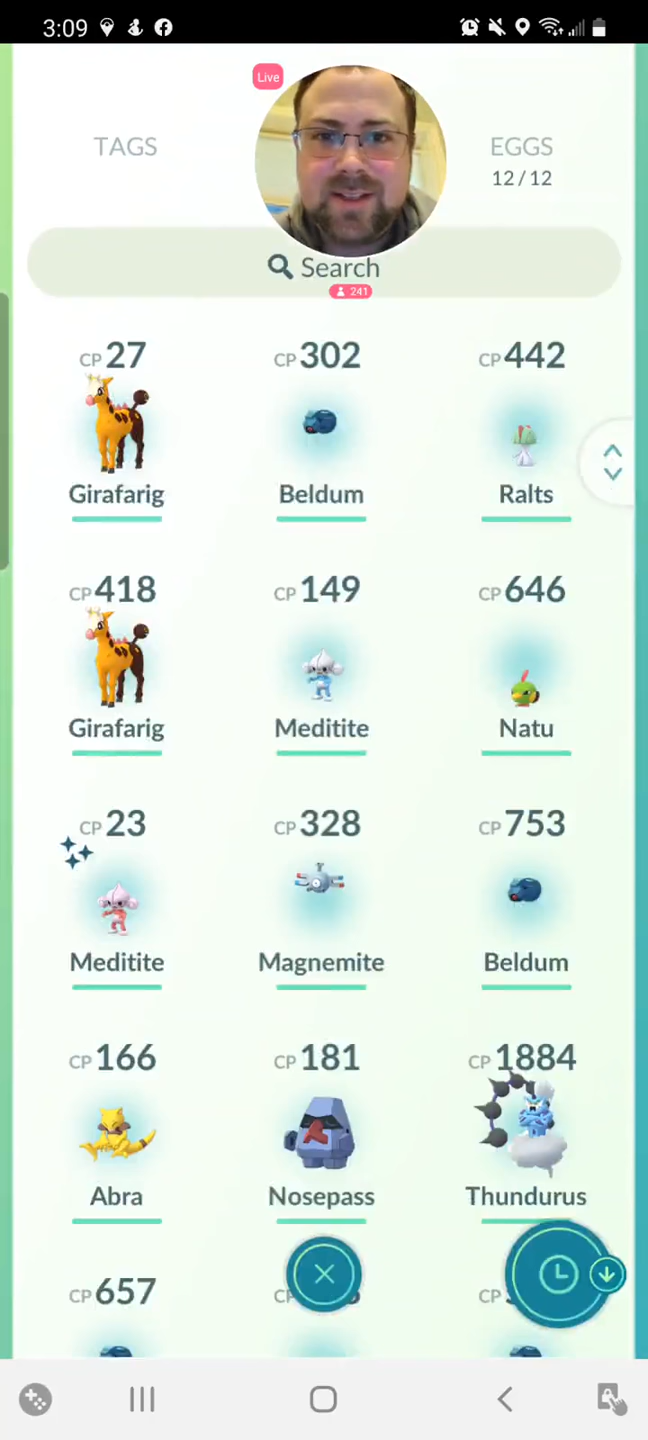 3:09
Live
TAGS
EGGS
12 / 12
Search
241
CP 27
CP 302
CP 442
Girafarig
Beldum
Ralts
CP 418
CP 149
CP 646
Girafarig
Meditite
Natu
CP 23
CP 328
CP 753
Meditite
Magnemite
Beldum
CP 166
CP 181
CP 1884
Abra
Nosepass
Thundurus
CP 657
CP
CP